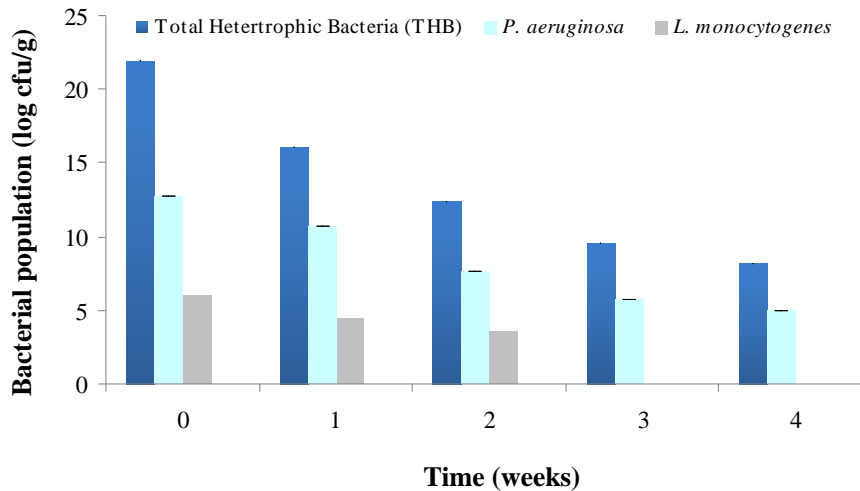 Total Hetertrophic Bacteria (THB) P. aeruginosa L. monocytogenes
Bacterial population (log cfu/g)
25
20
15
10
5
0
0 1 2 3 4
Time (weeks)